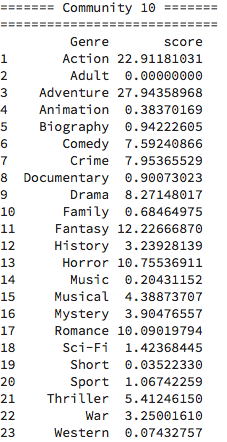 ======= Community 10 =======
============================
Genre score
1 Action 22.91181031
2 Adult 0.00000000
3 Adventure 27.94358968
4 Animation 0.38370169
5 Biography 0.94222605
6 Comedy 7.59240866
7 Crime 7.95365529
8 Documentary 0.90073023
9 Drama 8.27148017
10 Family 0.68464975
11 Fantasy 12.22666870
12 History 3.23928139
13 Horror 10.75536911
14 Music 0.20431152
15 Musical 4.38873707
16 Mystery 3.90476557
17 Romance 10.09019794
18 Sci-Fi 1.42368445
19 Short 0.03522330
20 Sport 1.06742259
21 Thriller 5.41246150
22 War 3.25001610
23 Western 0.07432757